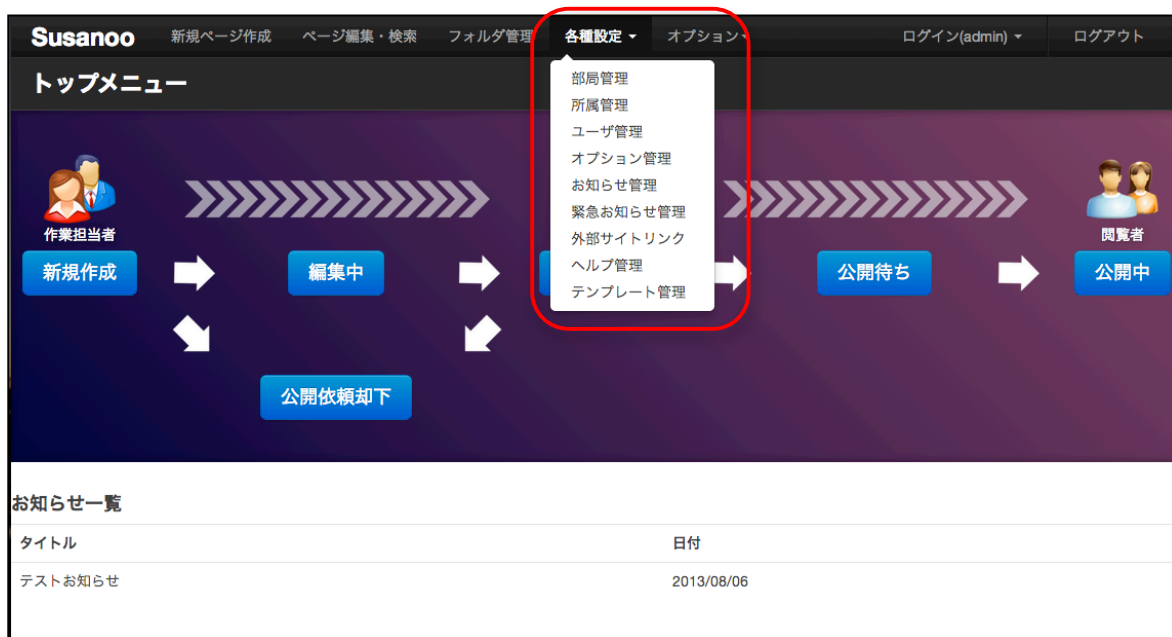 Susanoo 新規ページ作成 ページ編集・検索 フォルダ管理 各種設定 オプション ログイン(admin) ログアウト
トップメニュー
部局管理
所属管理
ユーザ管理
オプション管理
お知らせ管理
緊急お知らせ管理
外部サイトリンク
ヘルプ管理
テンプレート管理
作業担当者
閲覧者
新規作成
編集中
公開待ち
公開中
公開依頼却下
お知らせ一覧
タイトル 日付
テストお知らせ 2013/08/06